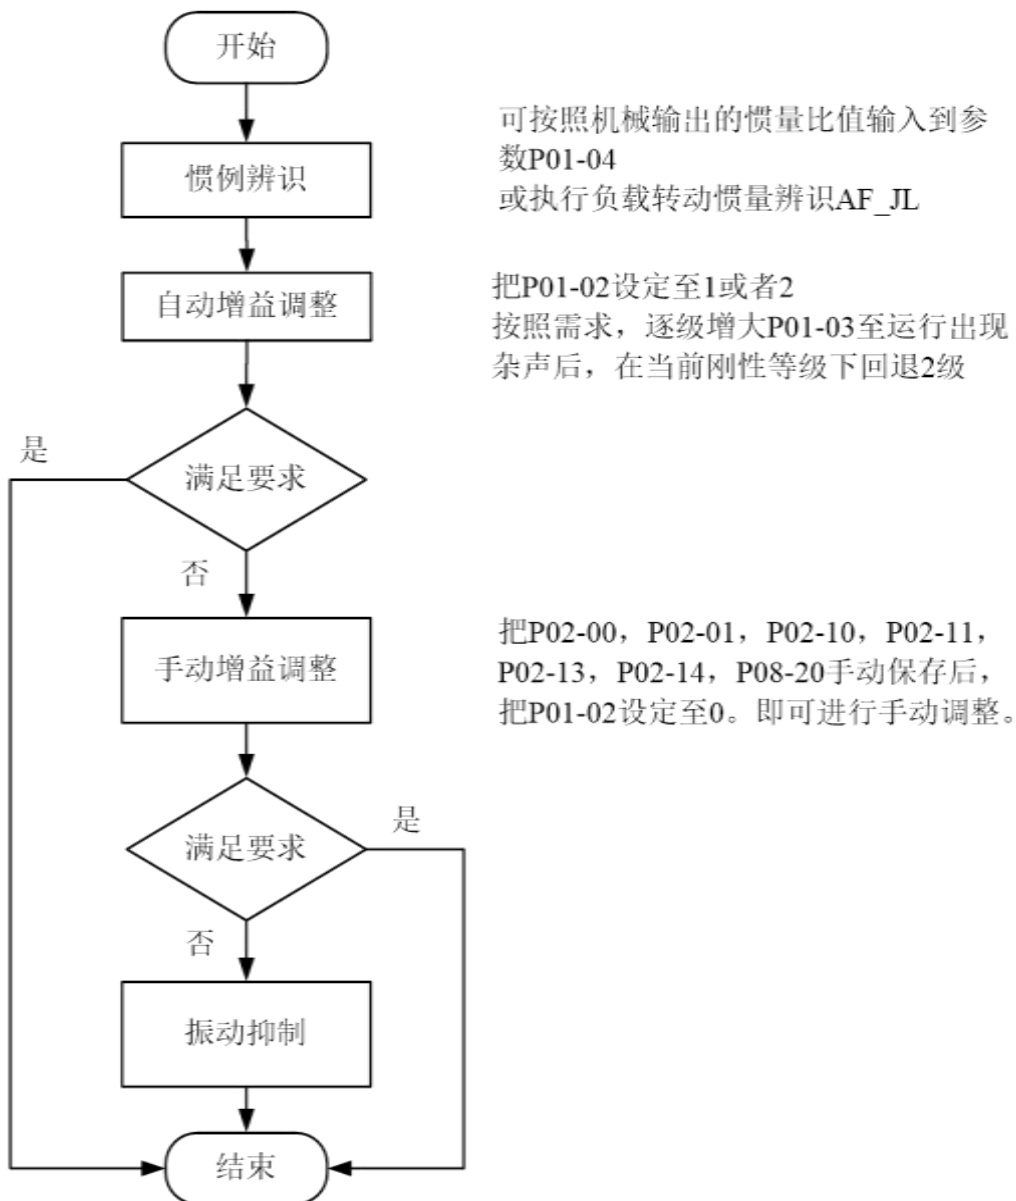 开始
可按照机械输出的惯量比值输入到参
数P01-04
或执行负载转动惯量辨识AF_JL
惯例辨识
把P01-02设定至1或者2
按照需求，逐级增大P01-03至运行出现
杂声后，在当前刚性等级下回退2级
自动增益调整
是
满足要求
否
把P02-00，P02-01，P02-10，P02-11，
P02-13，P02-14，P08-20手动保存后，
把P01-02设定至0。即可进行手动调整。
手动增益调整
是
满足要求
否
振动抑制
结束